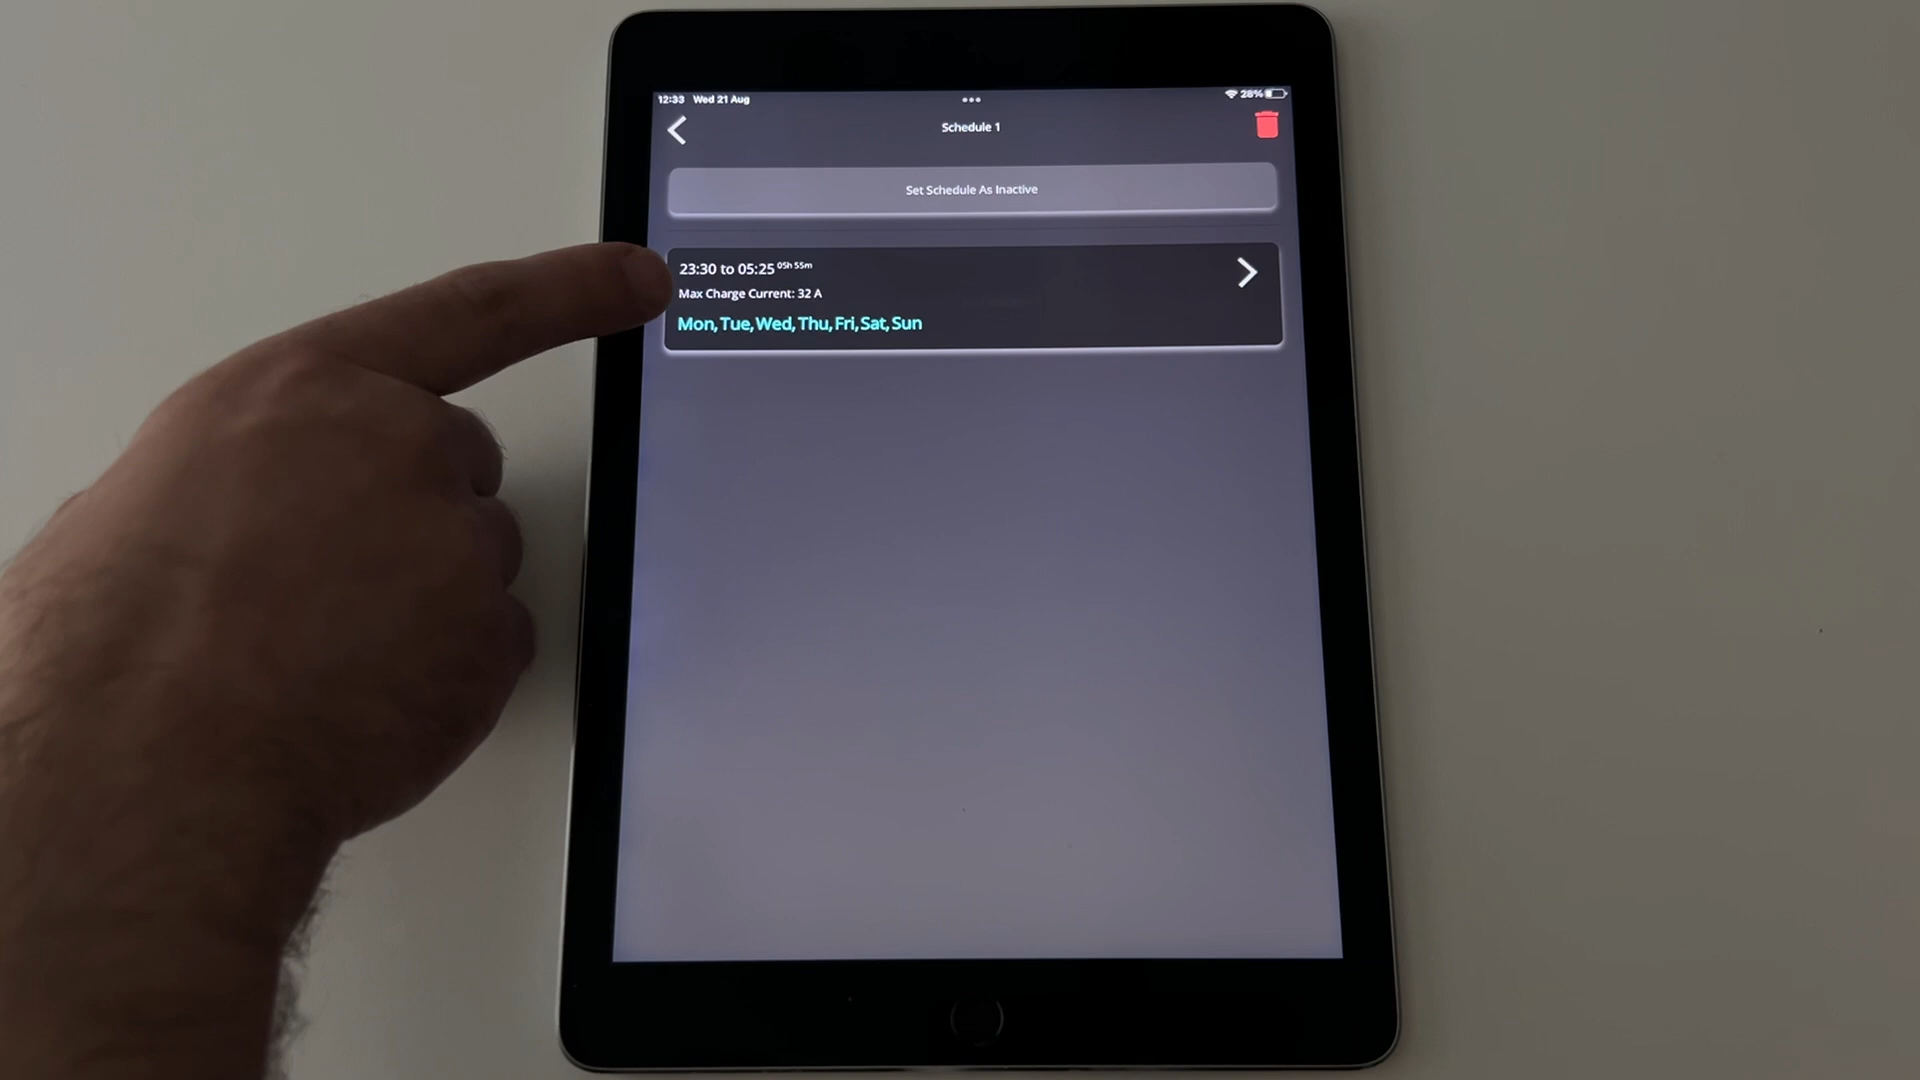 12:33 Wed 21 Aug
28%
Schedule 1
Set Schedule As Inactive
23:30 to 05:25 05h 55m
Max Charge Current: 32 A
Mon, Tue, Wed, Thu, Fri, Sat, Sun